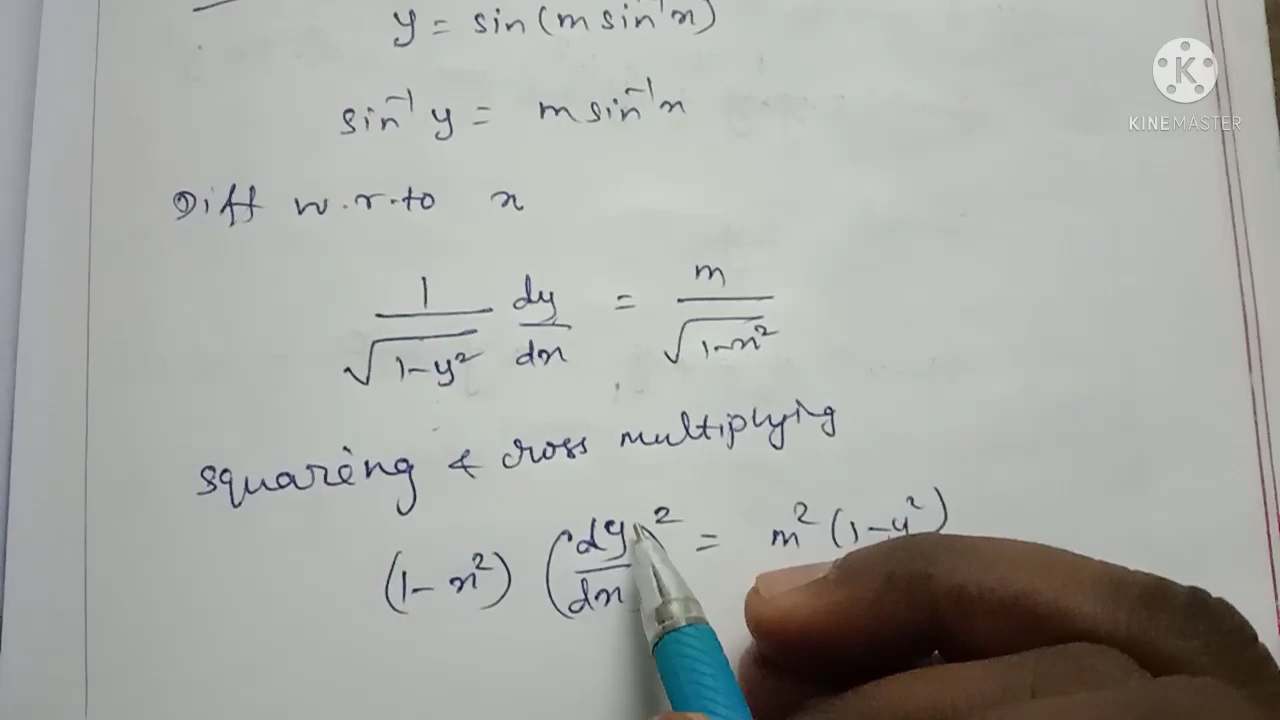 y = sin(m sin⁻¹x)
sin⁻¹ y = m sin⁻¹x
Diff w.r.to x
1/√(1-y²) dy/dx = m/√(1-x²)
squaring & cross multiplying
(1-x²) (dy/dx)² = m² (1-y²)
KINEMASTER